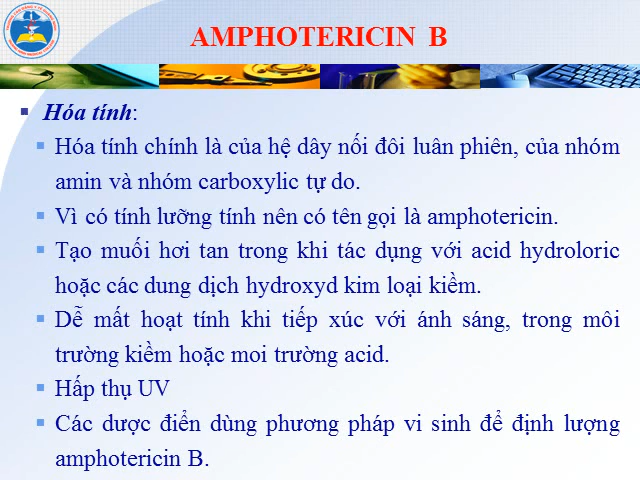 AMPHOTERICIN B
Hóa tính:
Hóa tính chính là của hệ dây nối đôi luân phiên, của nhóm
amin và nhóm carboxylic tự do.
Vì có tính lưỡng tính nên có tên gọi là amphotericin.
Tạo muối hơi tan trong khi tác dụng với acid hydroloric
hoặc các dung dịch hydroxyd kim loại kiềm.
Dễ mất hoạt tính khi tiếp xúc với ánh sáng, trong môi
trường kiềm hoặc moi trường acid.
Hấp thụ UV
Các dược điển dùng phương pháp vi sinh để định lượng
amphotericin B.